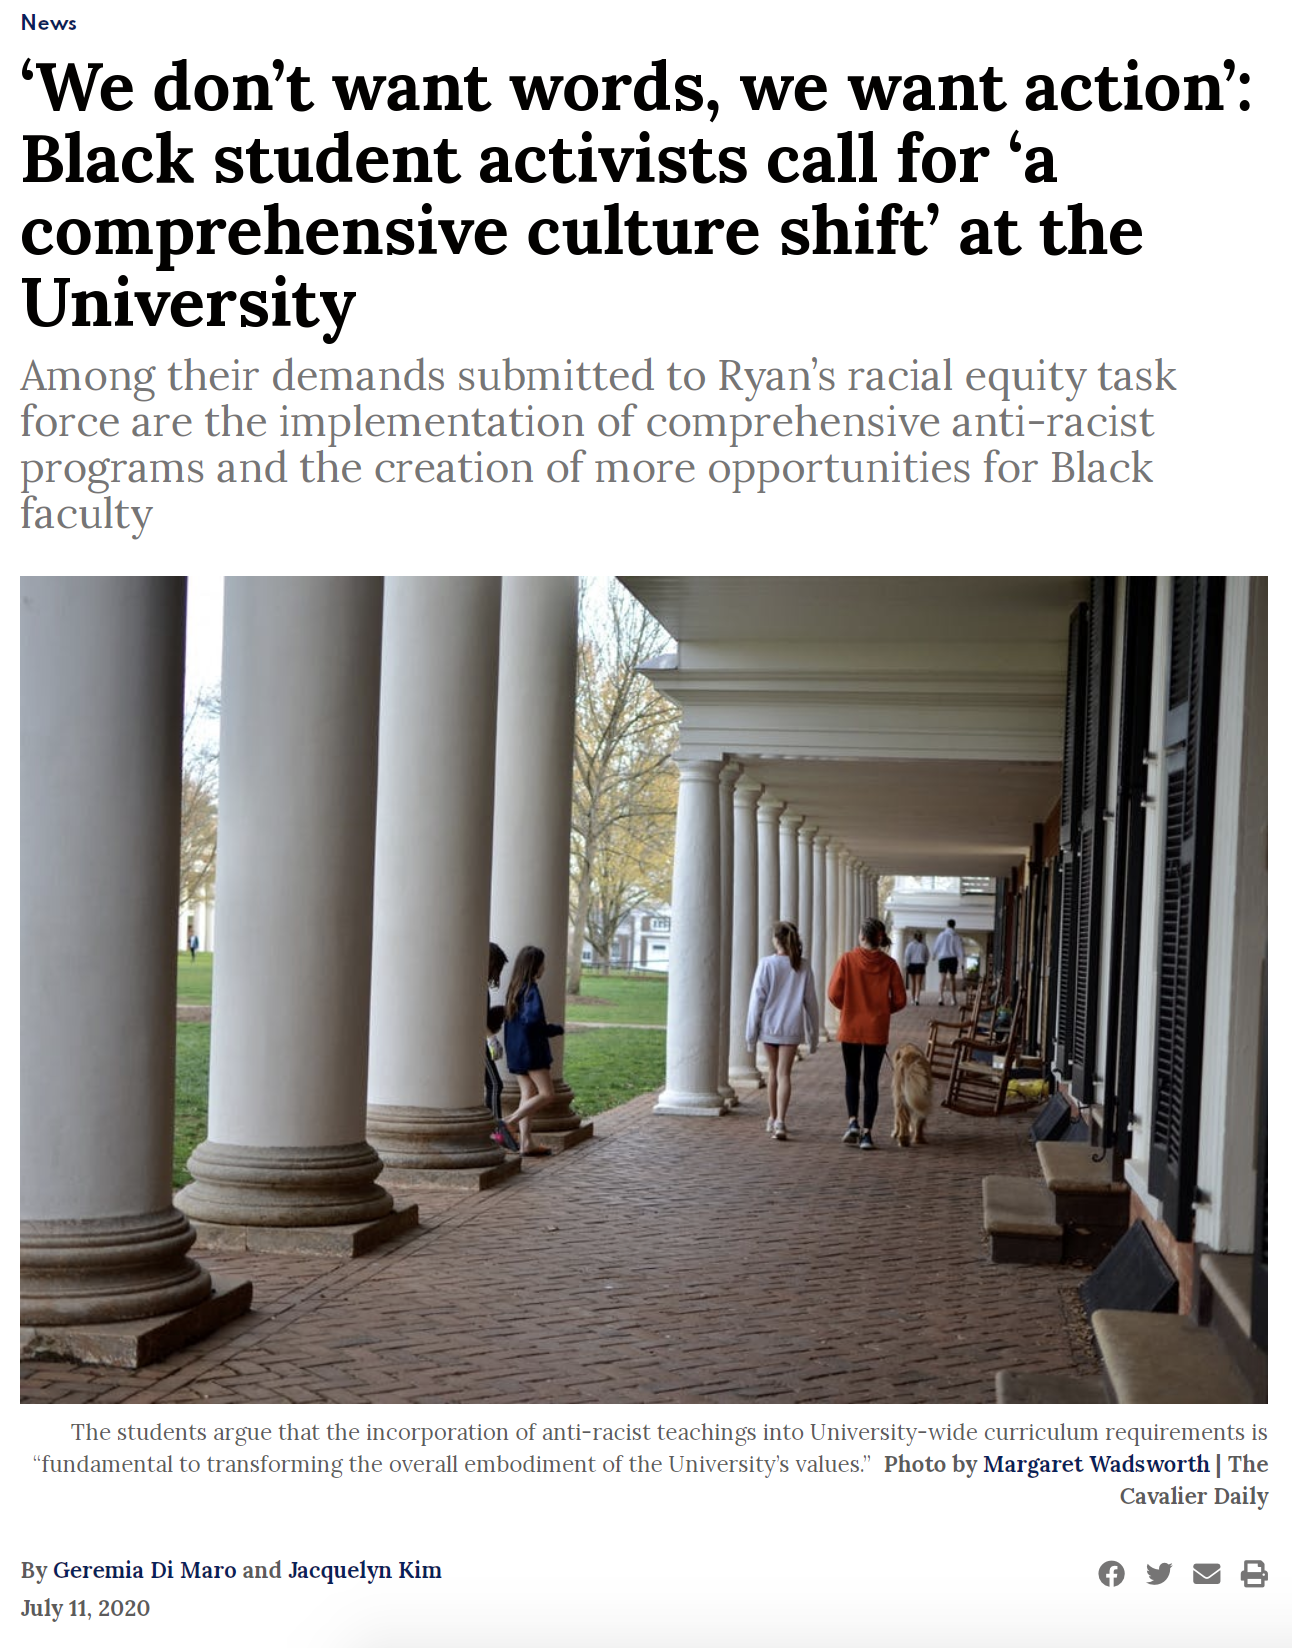 News
‘We don’t want words, we want action’:
Black student activists call for ‘a
comprehensive culture shift’ at the
University
Among their demands submitted to Ryan’s racial equity task
force are the implementation of comprehensive anti-racist
programs and the creation of more opportunities for Black
faculty
The students argue that the incorporation of anti-racist teachings into University-wide curriculum requirements is
“fundamental to transforming the overall embodiment of the University’s values.” Photo by Margaret Wadsworth | The
Cavalier Daily
By Geremia Di Maro and Jacquelyn Kim
July 11, 2020